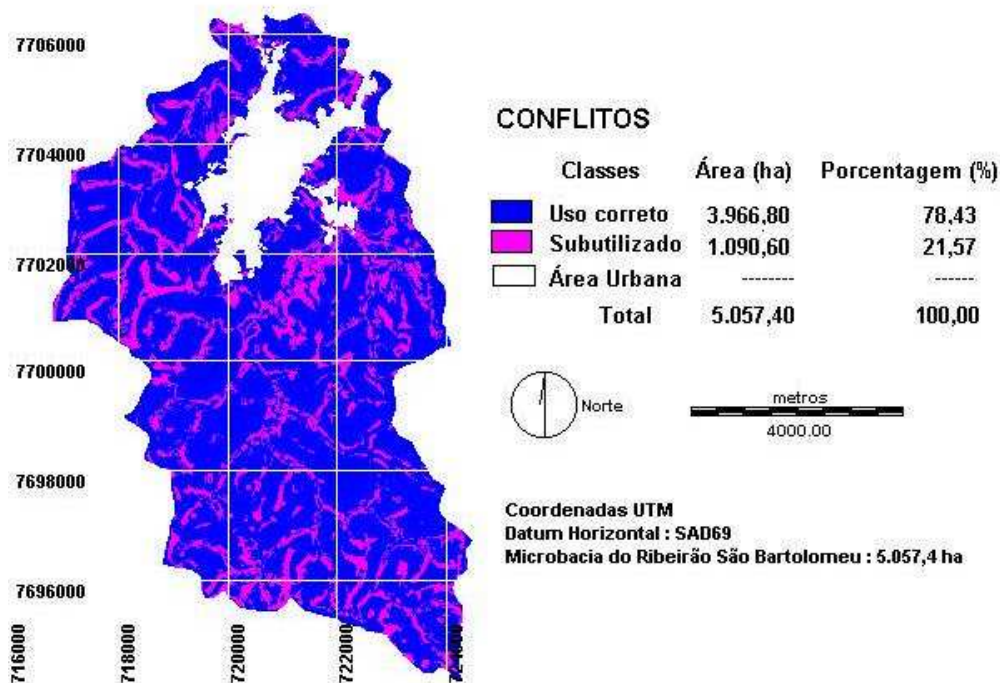 7706000
7704000
7702000
7700000
7698000
7696000
716000
718000
720000
722000
724000
CONFLITOS
Classes Área (ha) Porcentagem (%)
Uso correto 3.966,80 78,43
Subutilizado 1.090,60 21,57
Área Urbana ------- ------
Total 5.057,40 100,00
Norte
metros
4000.00
Coordenadas UTM
Datum Horizontal : SAD69
Microbacia do Ribeirão São Bartolomeu : 5.057,4 ha